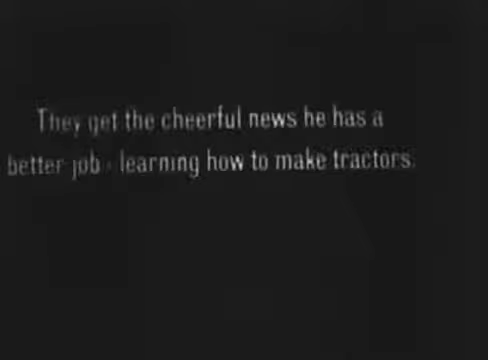 They get the cheerful news he has a
better job - learning how to make tractors.